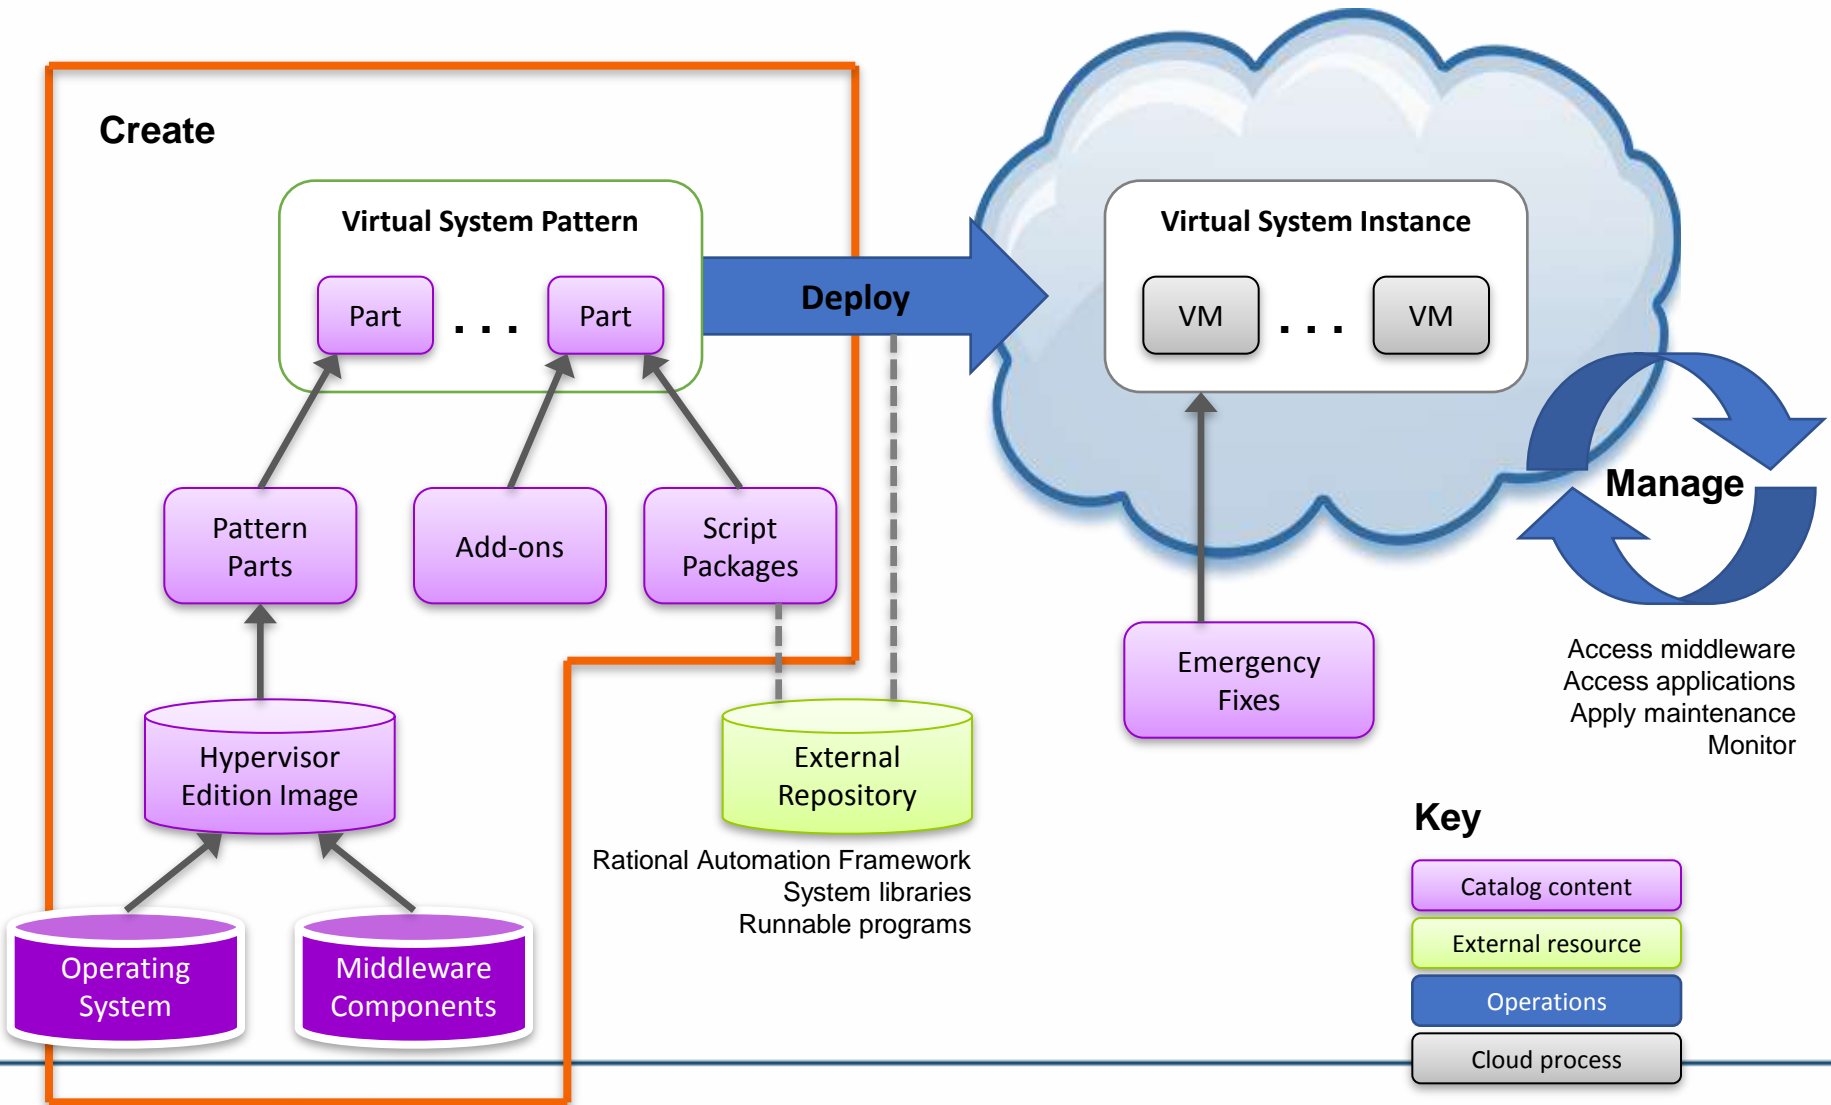 Create
Virtual System Pattern
Part
. . .
Part
Deploy
Virtual System Instance
VM
. . .
VM
Manage
Pattern
Parts
Add-ons
Script
Packages
Emergency
Fixes
Access middleware
Access applications
Apply maintenance
Monitor
Hypervisor
Edition Image
External
Repository
Rational Automation Framework
System libraries
Runnable programs
Operating
System
Middleware
Components
Key
Catalog content
External resource
Operations
Cloud process